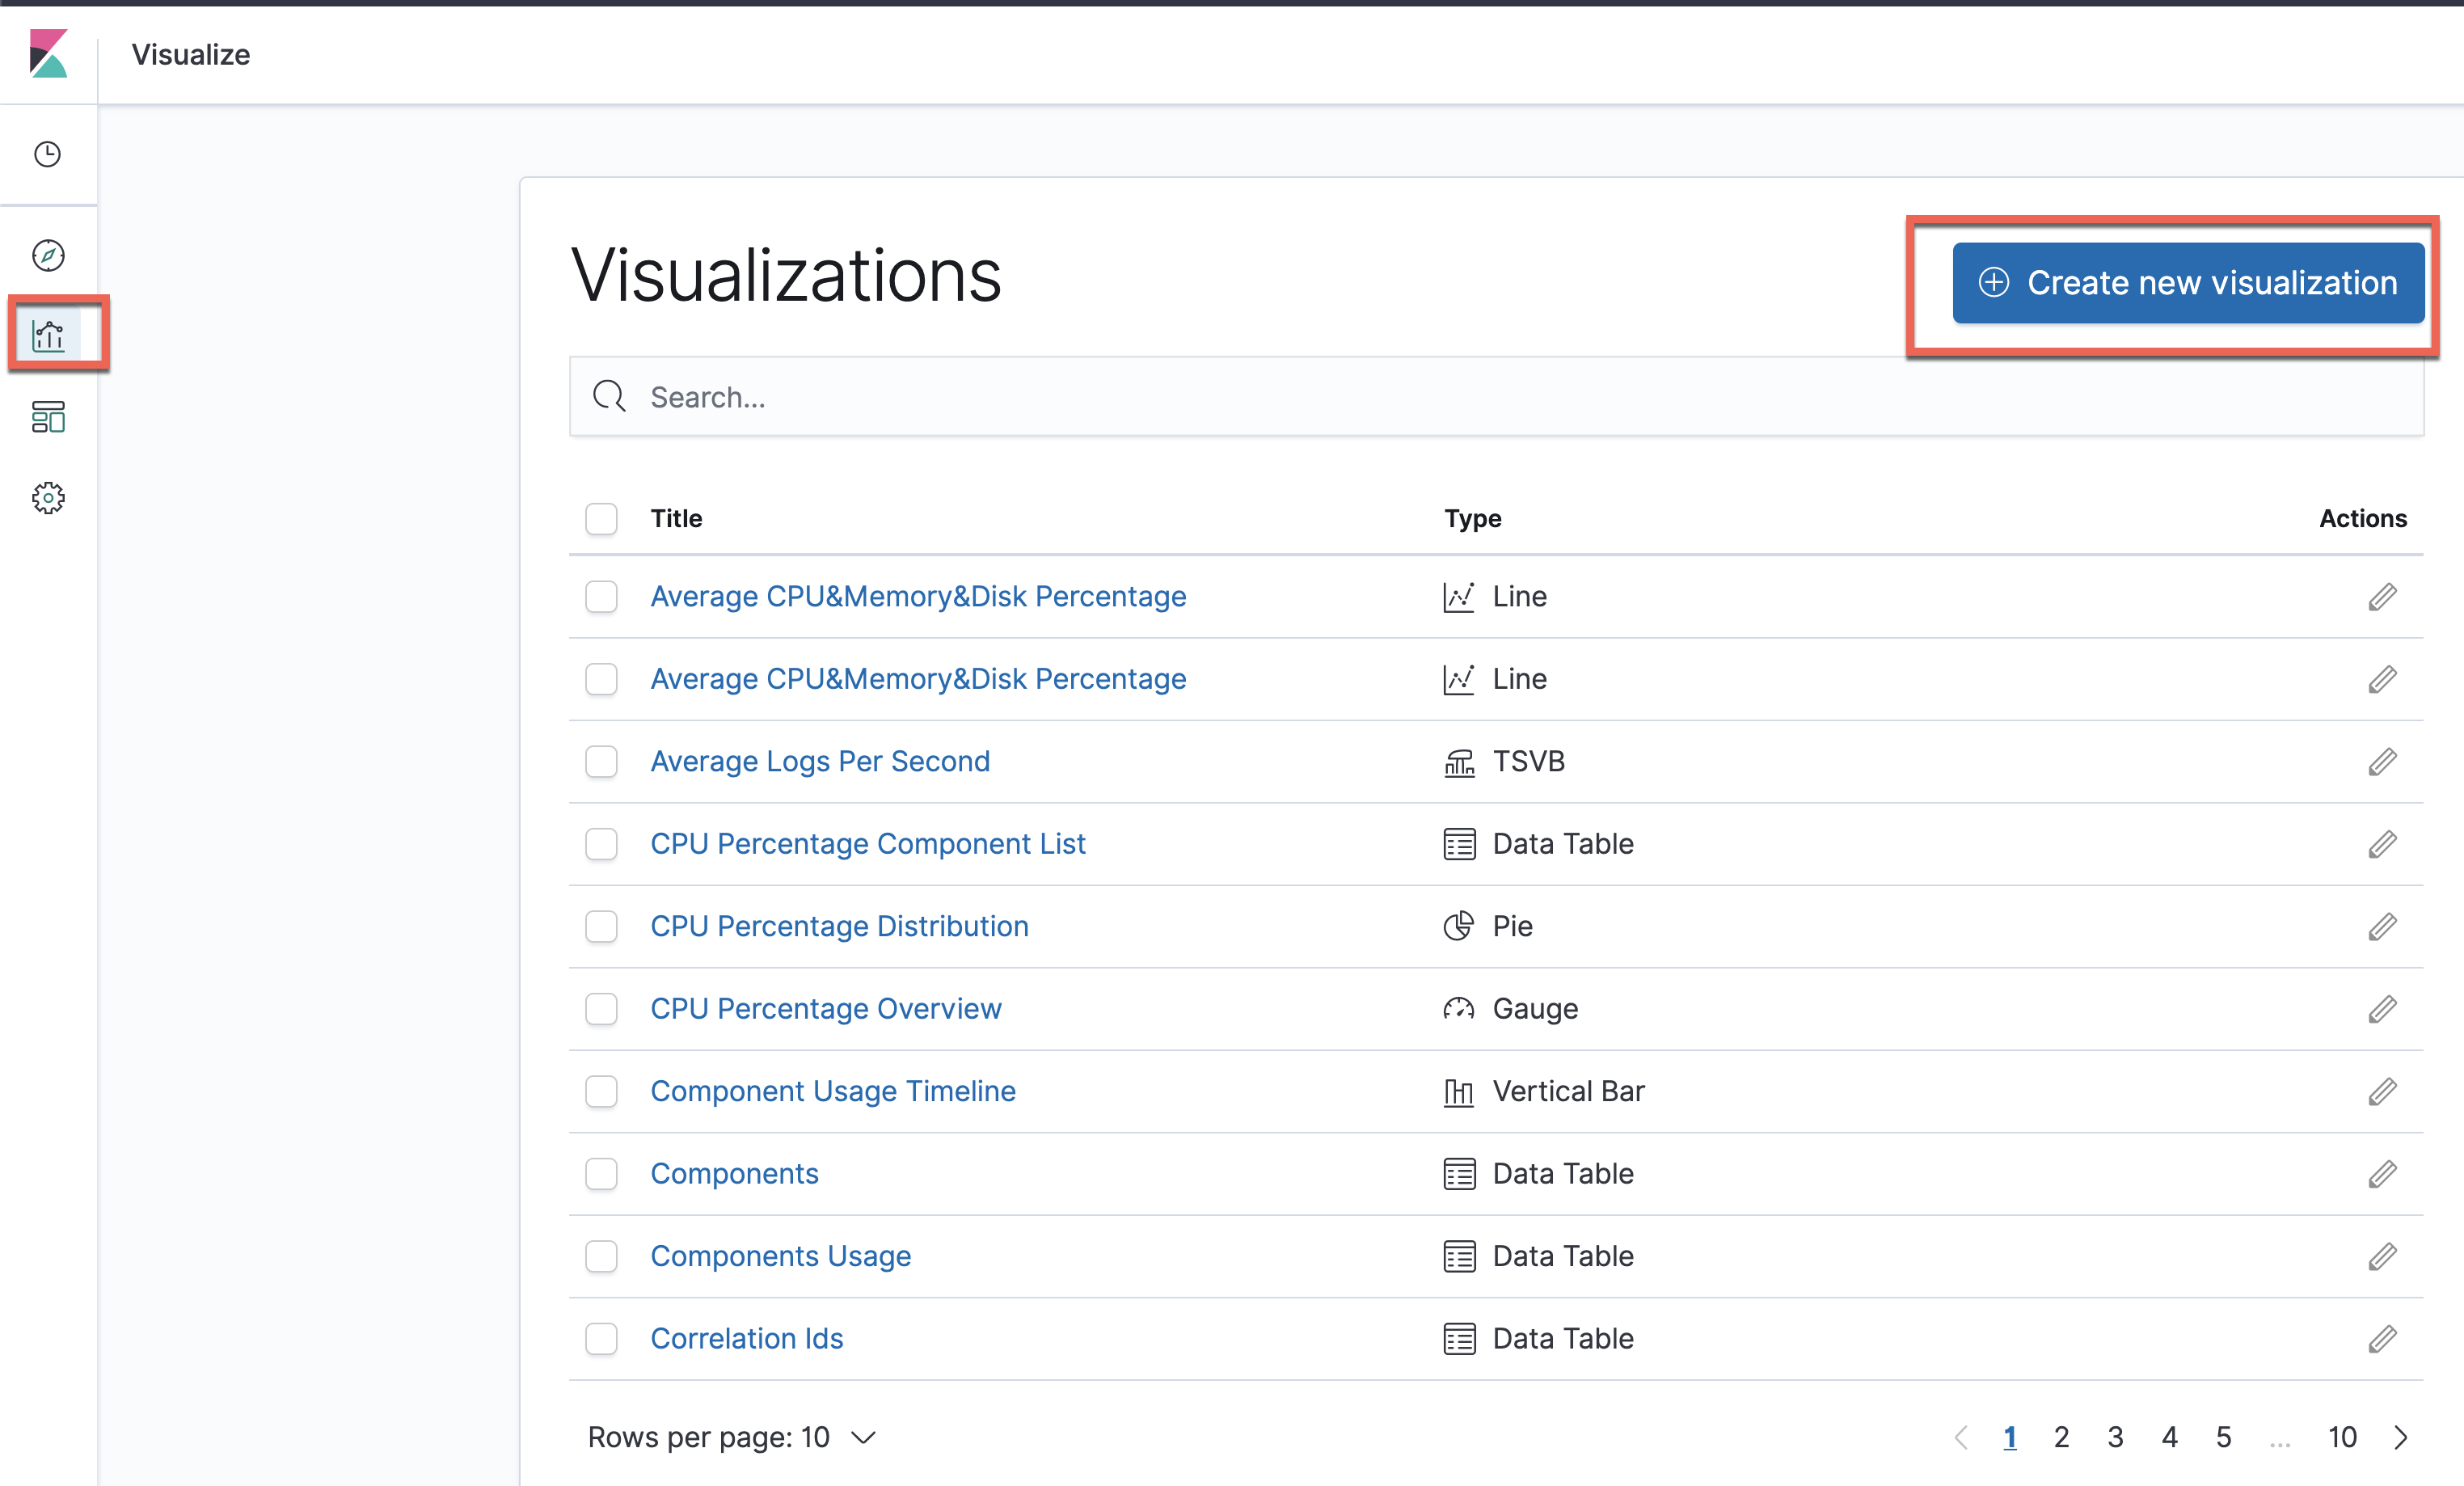 Visualize
Visualizations
Create new visualization
Search...
Title Type Actions
Average CPU&Memory&Disk Percentage Line
Average CPU&Memory&Disk Percentage Line
Average Logs Per Second TSVB
CPU Percentage Component List Data Table
CPU Percentage Distribution Pie
CPU Percentage Overview Gauge
Component Usage Timeline Vertical Bar
Components Data Table
Components Usage Data Table
Correlation Ids Data Table
Rows per page: 10 1 2 3 4 5 ... 10